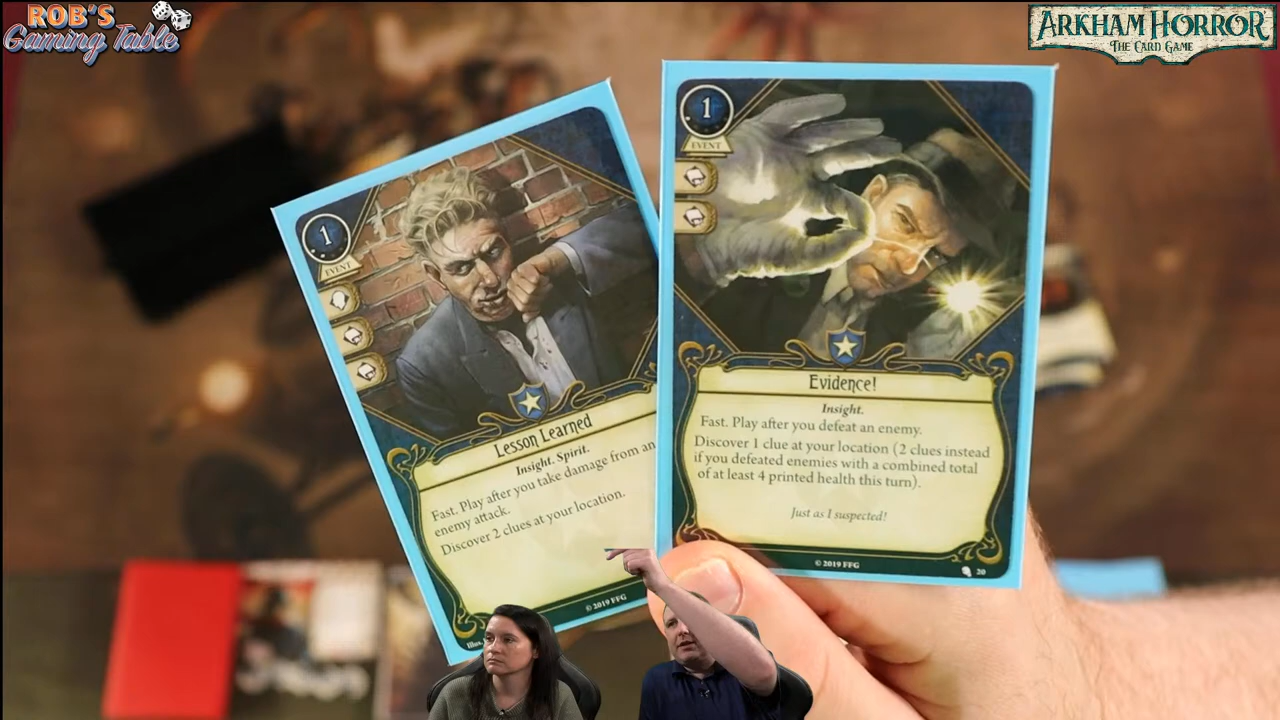 ROB'S
Gaming Table
ARKHAM HORROR
THE CARD GAME
1
EVENT
Lesson Learned
Insight. Spirit.
Fast. Play after you take damage from an
enemy attack.
Discover 2 clues at your location.
© 2019 FFG
Illus.
1
EVENT
Evidence!
Insight.
Fast. Play after you defeat an enemy.
Discover 1 clue at your location (2 clues instead
if you defeated enemies with a combined total
of at least 4 printed health this turn).
Just as I suspected!
© 2019 FFG
20